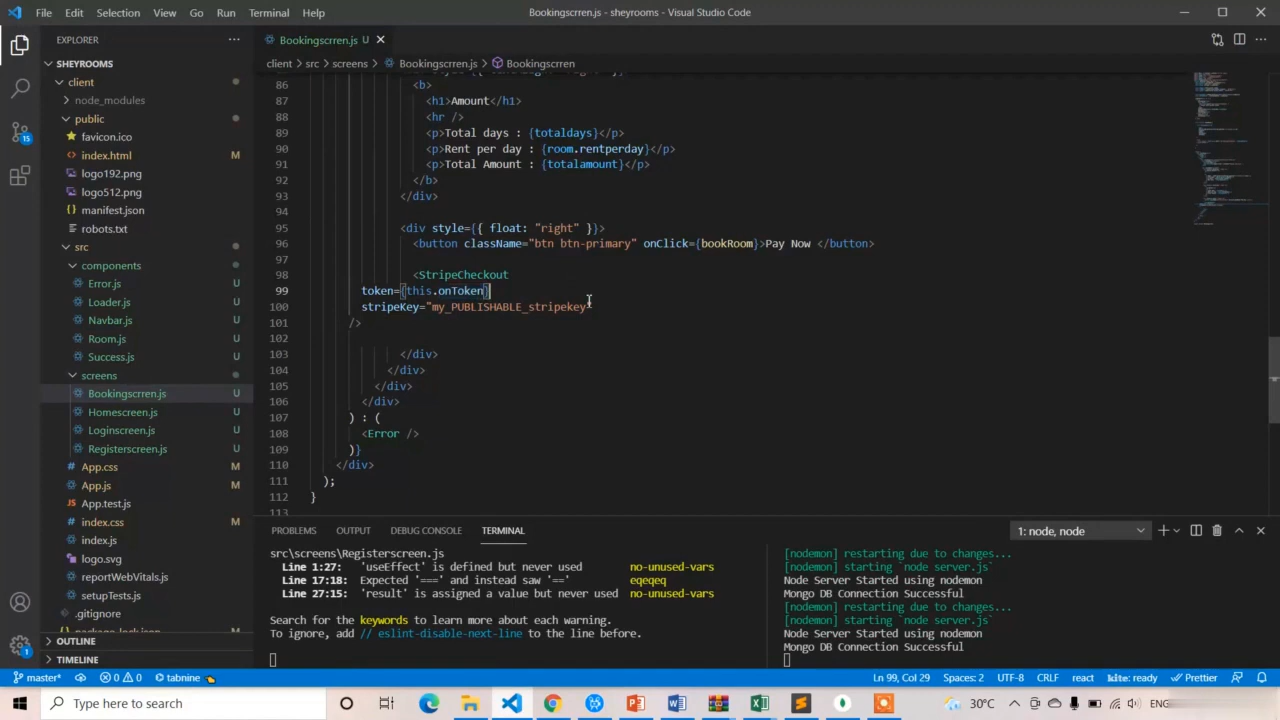 File Edit Selection View Go Run Terminal Help
Bookingscrren.js - sheyrooms - Visual Studio Code
EXPLORER
SHEYROOMS
client
node_modules
public
favicon.ico
index.html M
logo192.png
logo512.png
manifest.json
robots.txt
src
components
Error.js U
Loader.js U
Navbar.js U
Room.js U
Success.js U
screens
Bookingscrren.js U
Homescreen.js U
Loginscreen.js U
Registerscreen.js U
App.css M
App.js M
App.test.js
index.css M
index.js
logo.svg
reportWebVitals.js
setupTests.js
.gitignore
OUTLINE
TIMELINE
Bookingscrren.js U
client > src > screens > Bookingscrren.js > Bookingscrren
86 <b>
87 <h1>Amount</h1>
88 <hr />
89 <p>Total days : {totaldays}</p>
90 <p>Rent per day : {room.rentperday}</p>
91 <p>Total Amount : {totalamount}</p>
92 </b>
93 </div>
94
95 <div style={{ float: "right" }}>
96 <button className="btn btn-primary" onClick={bookRoom}>Pay Now </button>
97
98 <StripeCheckout
99 token={this.onToken}
100 stripeKey="my_PUBLISHABLE_stripekey"
101 />
102
103 </div>
104 </div>
105 </div>
106 </div>
107 ) : (
108 <Error />
109 )}
110 </div>
111 );
112 }
113
PROBLEMS OUTPUT DEBUG CONSOLE TERMINAL
1: node, node
src\screens\Registerscreen.js
Line 1:27: 'useEffect' is defined but never used no-unused-vars
Line 17:18: Expected '===' and instead saw '==' eqeqeq
Line 27:15: 'result' is assigned a value but never used no-unused-vars
Search for the keywords to learn more about each warning.
To ignore, add // eslint-disable-next-line to the line before.
[nodemon] restarting due to changes...
[nodemon] starting `node server.js`
Node Server Started using nodemon
Mongo DB Connection Successful
[nodemon] restarting due to changes...
[nodemon] starting `node server.js`
Node Server Started using nodemon
Mongo DB Connection Successful
master* 0 0 tabnine
Ln 99, Col 29 Spaces: 2 UTF-8 CRLF react kite: ready Prettier
Type here to search
30°C ENG